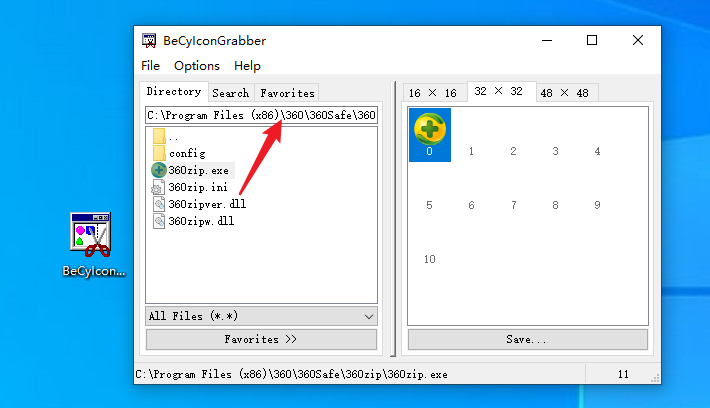 BeCyIconGrabber
File Options Help
Directory Search Favorites
C:\Program Files (x86)\360\360Safe\360
..
config
360zip.exe
360zip.ini
360zipver.dll
360zipw.dll
All Files (*.*)
Favorites >>
16 × 16 32 × 32 48 × 48
0 1 2 3 4
5 6 7 8 9
10
Save...
C:\Program Files (x86)\360\360Safe\360zip\360zip.exe 11
BeCyIcon...